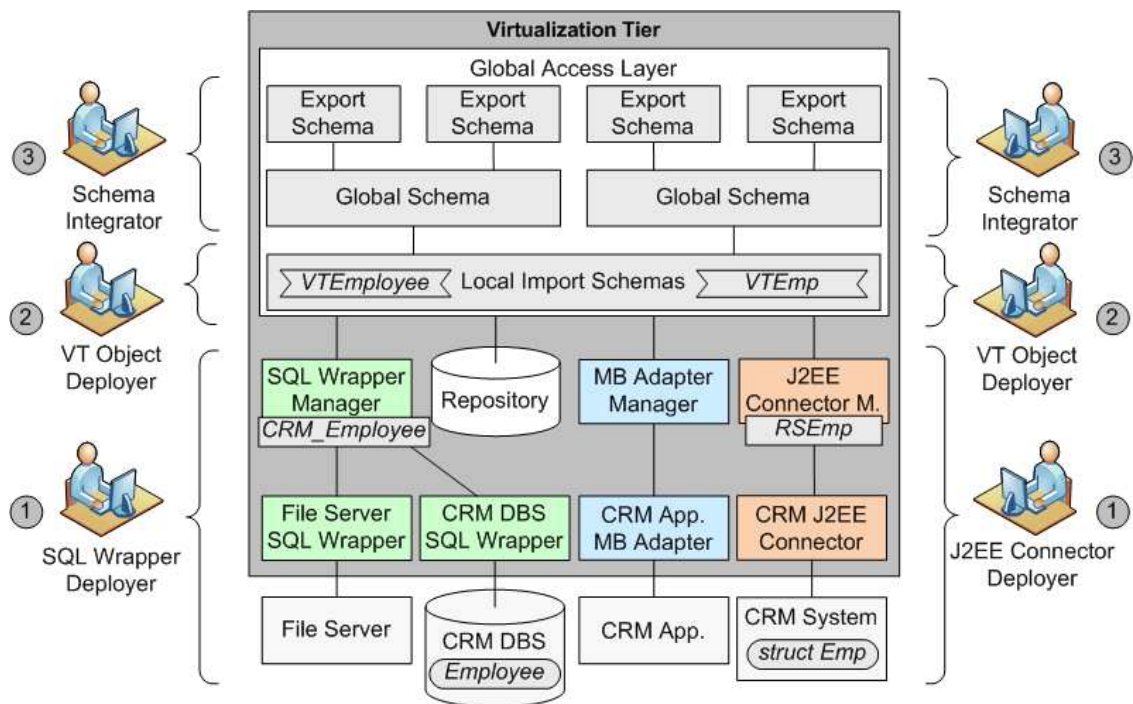 Virtualization Tier
Global Access Layer
Export
Schema
Export
Schema
Export
Schema
Export
Schema
3
Schema
Integrator
3
Schema
Integrator
Global Schema
Global Schema
VTEmployee
Local Import Schemas
VTEmp
2
VT Object
Deployer
2
VT Object
Deployer
SQL Wrapper
Manager
CRM_Employee
Repository
MB Adapter
Manager
J2EE
Connector M.
RSEmp
1
SQL Wrapper
Deployer
1
J2EE Connector
Deployer
File Server
SQL Wrapper
CRM DBS
SQL Wrapper
CRM App.
MB Adapter
CRM J2EE
Connector
File Server
CRM DBS
Employee
CRM App.
CRM System
struct Emp